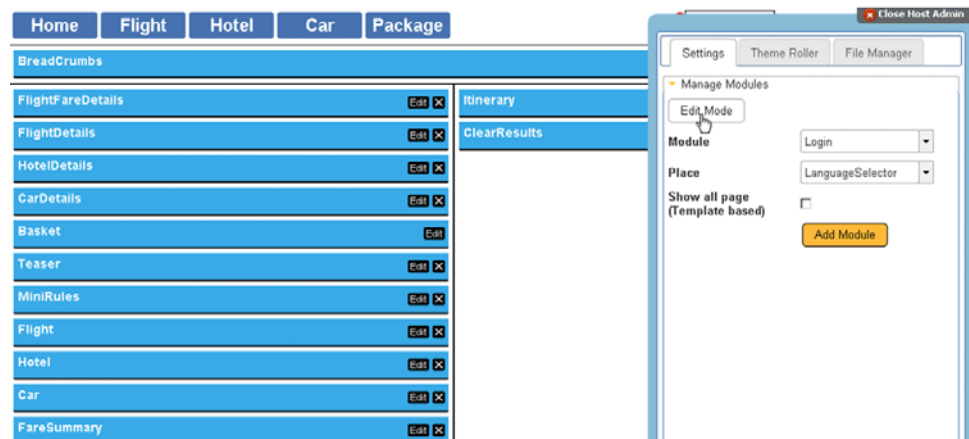 Home Flight Hotel Car Package
Close Host Admin
BreadCrumbs
FlightFareDetails Edit X
FlightDetails Edit X
HotelDetails Edit X
CarDetails Edit X
Basket Edit
Teaser Edit X
MiniRules Edit X
Flight Edit X
Hotel Edit X
Car Edit X
FareSummary Edit X
Itinerary
ClearResults
Settings Theme Roller File Manager
Manage Modules
Edit Mode
Module Login
Place LanguageSelector
Show all page
(Template based)
Add Module